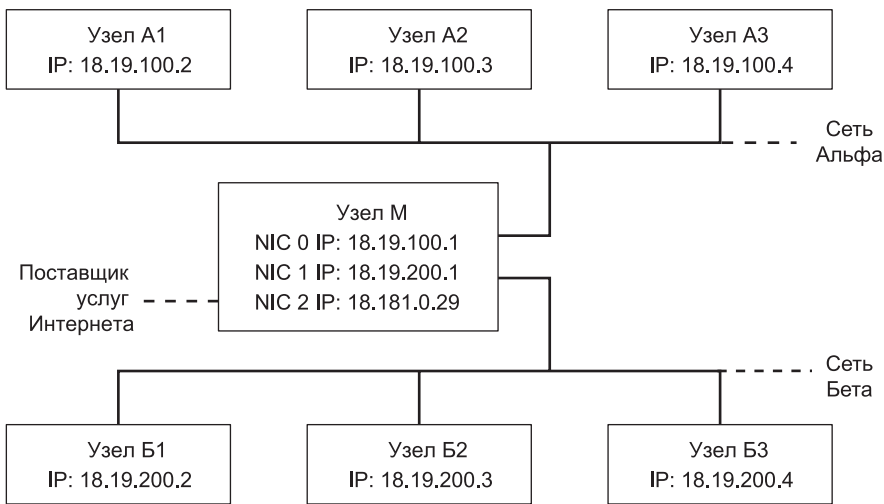 Узел А1
IP: 18.19.100.2
Узел А2
IP: 18.19.100.3
Узел А3
IP: 18.19.100.4
Сеть
Альфа
Узел М
NIC 0 IP: 18.19.100.1
NIC 1 IP: 18.19.200.1
NIC 2 IP: 18.181.0.29
Поставщик
услуг
Интернета
Сеть
Бета
Узел Б1
IP: 18.19.200.2
Узел Б2
IP: 18.19.200.3
Узел Б3
IP: 18.19.200.4